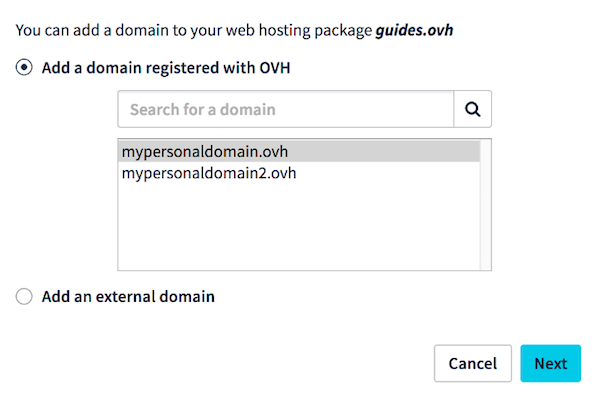 You can add a domain to your web hosting package guides.ovh
Add a domain registered with OVH
Search for a domain
mypersonaldomain.ovh
mypersonaldomain2.ovh
Add an external domain
Cancel Next